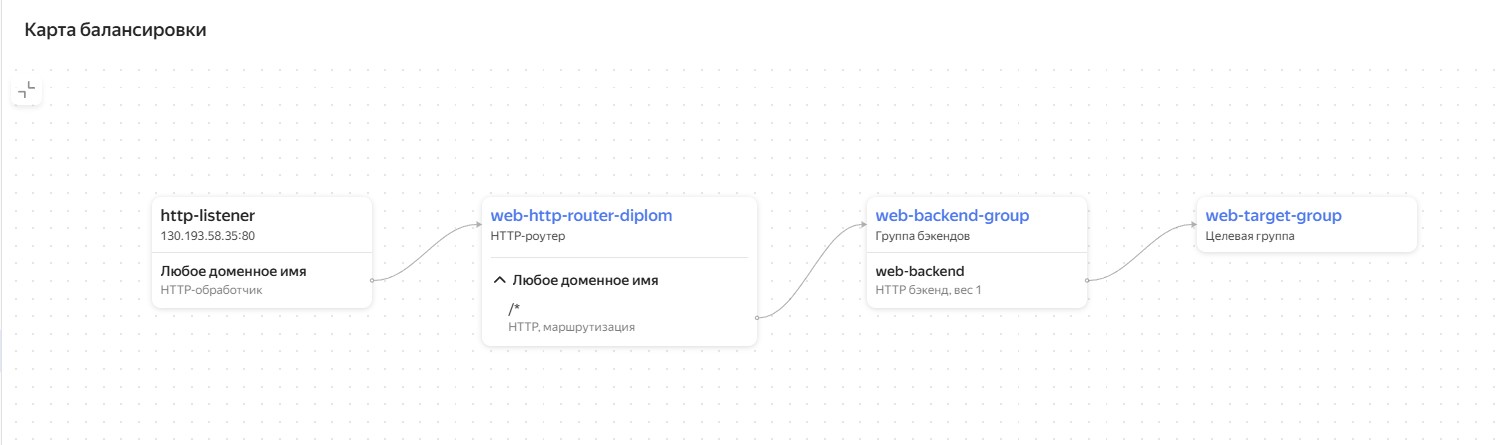 Карта балансировки
http-listener
130.193.58.35:80
Любое доменное имя
HTTP-обработчик
web-http-router-diplom
HTTP-роутер
Любое доменное имя
/*
HTTP, маршрутизация
web-backend-group
Группа бэкендов
web-backend
HTTP бэкенд, вес 1
web-target-group
Целевая группа